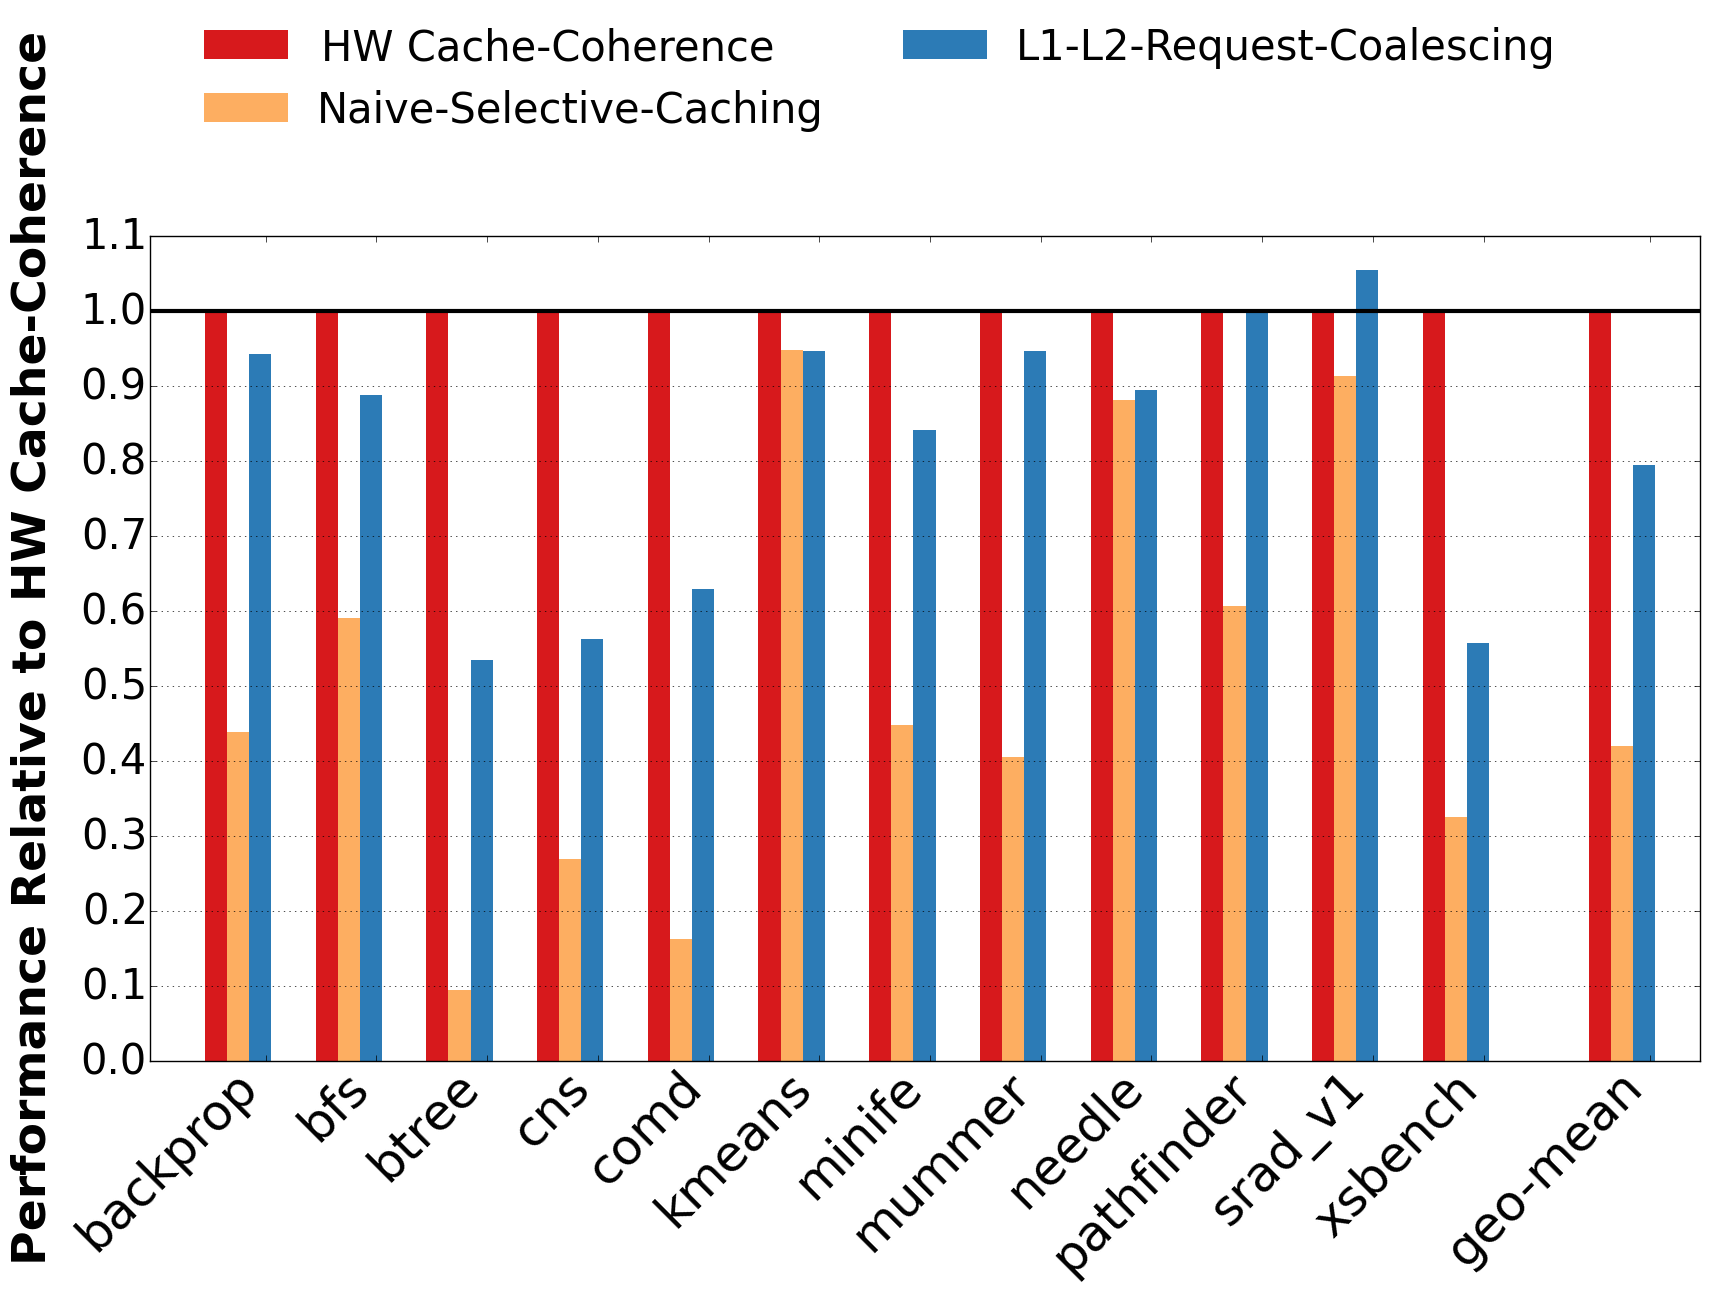 HW Cache-Coherence
L1-L2-Request-Coalescing
Naive-Selective-Caching
Performance Relative to HW Cache-Coherence
1.1
1.0
0.9
0.8
0.7
0.6
0.5
0.4
0.3
0.2
0.1
0.0
backprop
bfs
btree
cns
comd
kmeans
minife
mummer
needle
pathfinder
srad_v1
xsbench
geo-mean